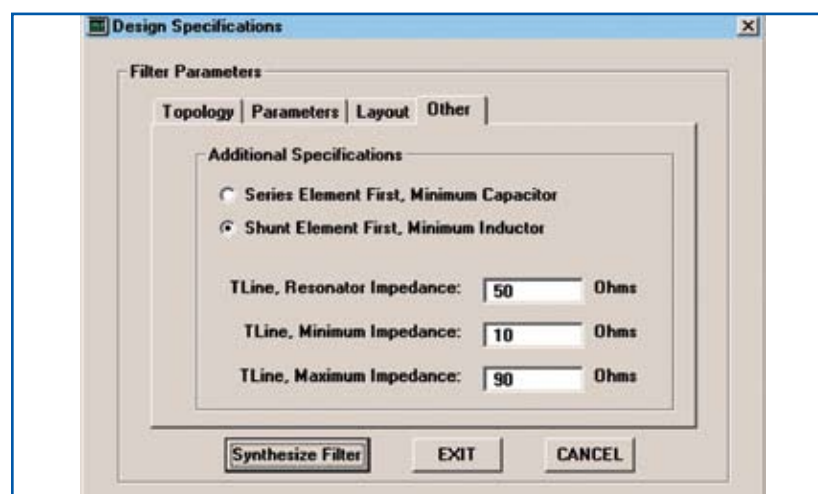 Design Specifications
Filter Parameters
Topology Parameters Layout Other
Additional Specifications
Series Element First, Minimum Capacitor
Shunt Element First, Minimum Inductor
TLine, Resonator Impedance: 50 Ohms
TLine, Minimum Impedance: 10 Ohms
TLine, Maximum Impedance: 90 Ohms
Synthesize Filter EXIT CANCEL